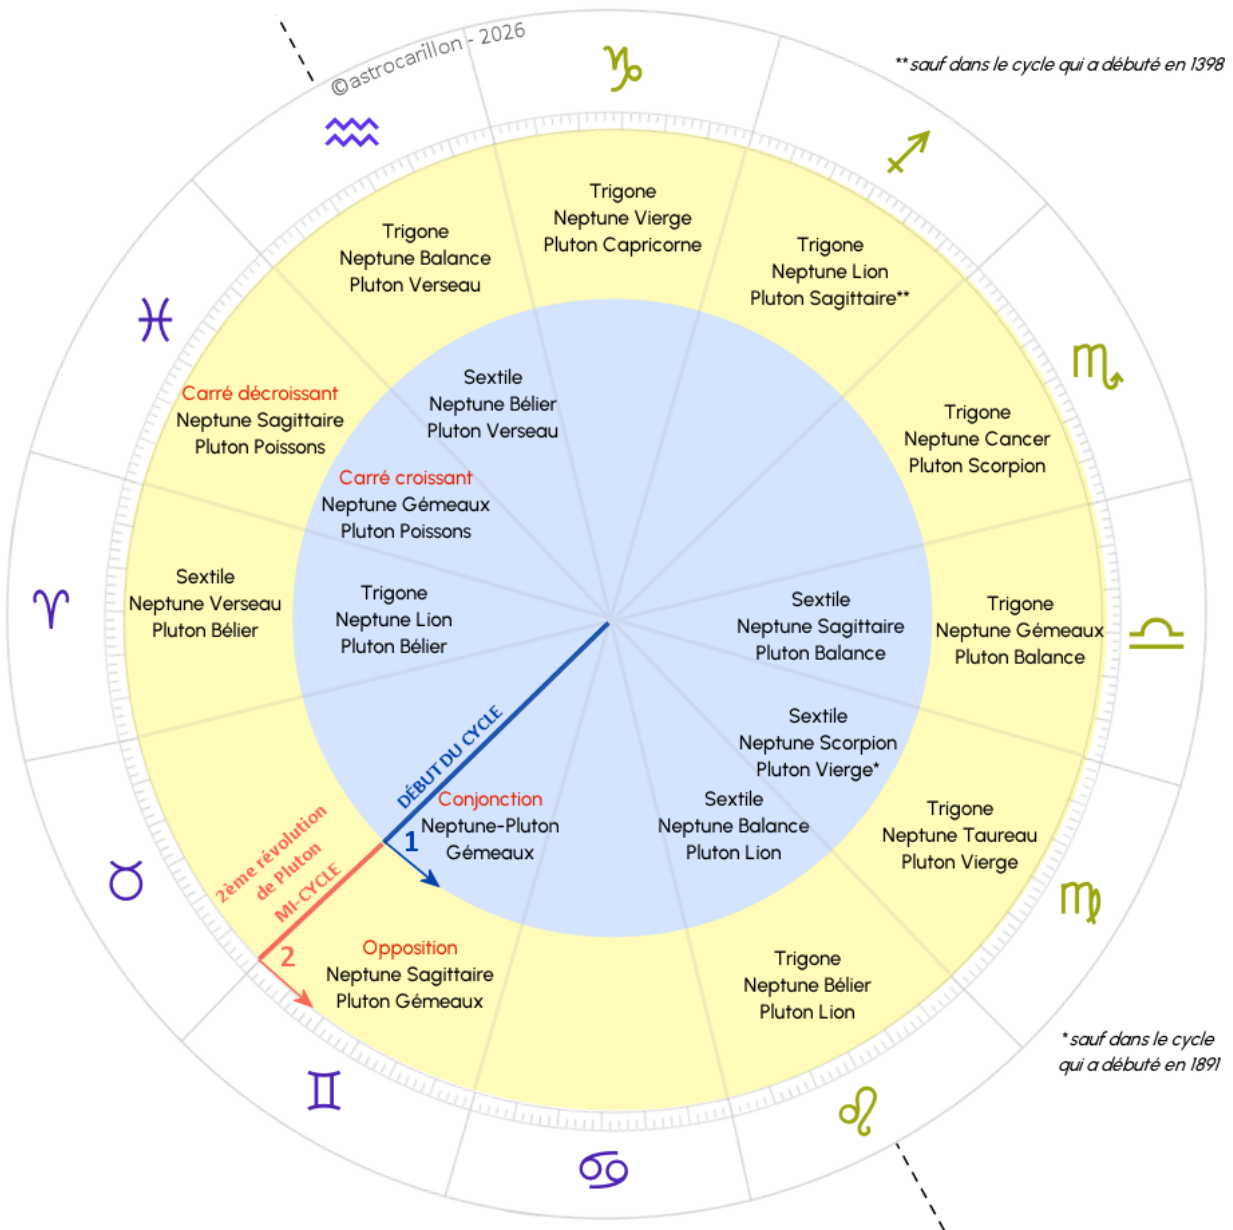 ©astrocarillon - 2026
**sauf dans le cycle qui a débuté en 1398
Trigone
Neptune Vierge
Pluton Capricorne
Trigone
Neptune Balance
Pluton Verseau
Trigone
Neptune Lion
Pluton Sagittaire**
Carré décroissant
Neptune Sagittaire
Pluton Poissons
Sextile
Neptune Bélier
Pluton Verseau
Trigone
Neptune Cancer
Pluton Scorpion
Carré croissant
Neptune Gémeaux
Pluton Poissons
Sextile
Neptune Verseau
Pluton Bélier
Trigone
Neptune Lion
Pluton Bélier
Sextile
Neptune Sagittaire
Pluton Balance
Trigone
Neptune Gémeaux
Pluton Balance
DÉBUT DU CYCLE
Sextile
Neptune Scorpion
Pluton Vierge*
Conjonction
Neptune-Pluton
Gémeaux
1
Sextile
Neptune Balance
Pluton Lion
Trigone
Neptune Taureau
Pluton Vierge
2ème révolution
de Pluton
MI-CYCLE
2
Opposition
Neptune Sagittaire
Pluton Gémeaux
Trigone
Neptune Bélier
Pluton Lion
*sauf dans le cycle
qui a débuté en 1891